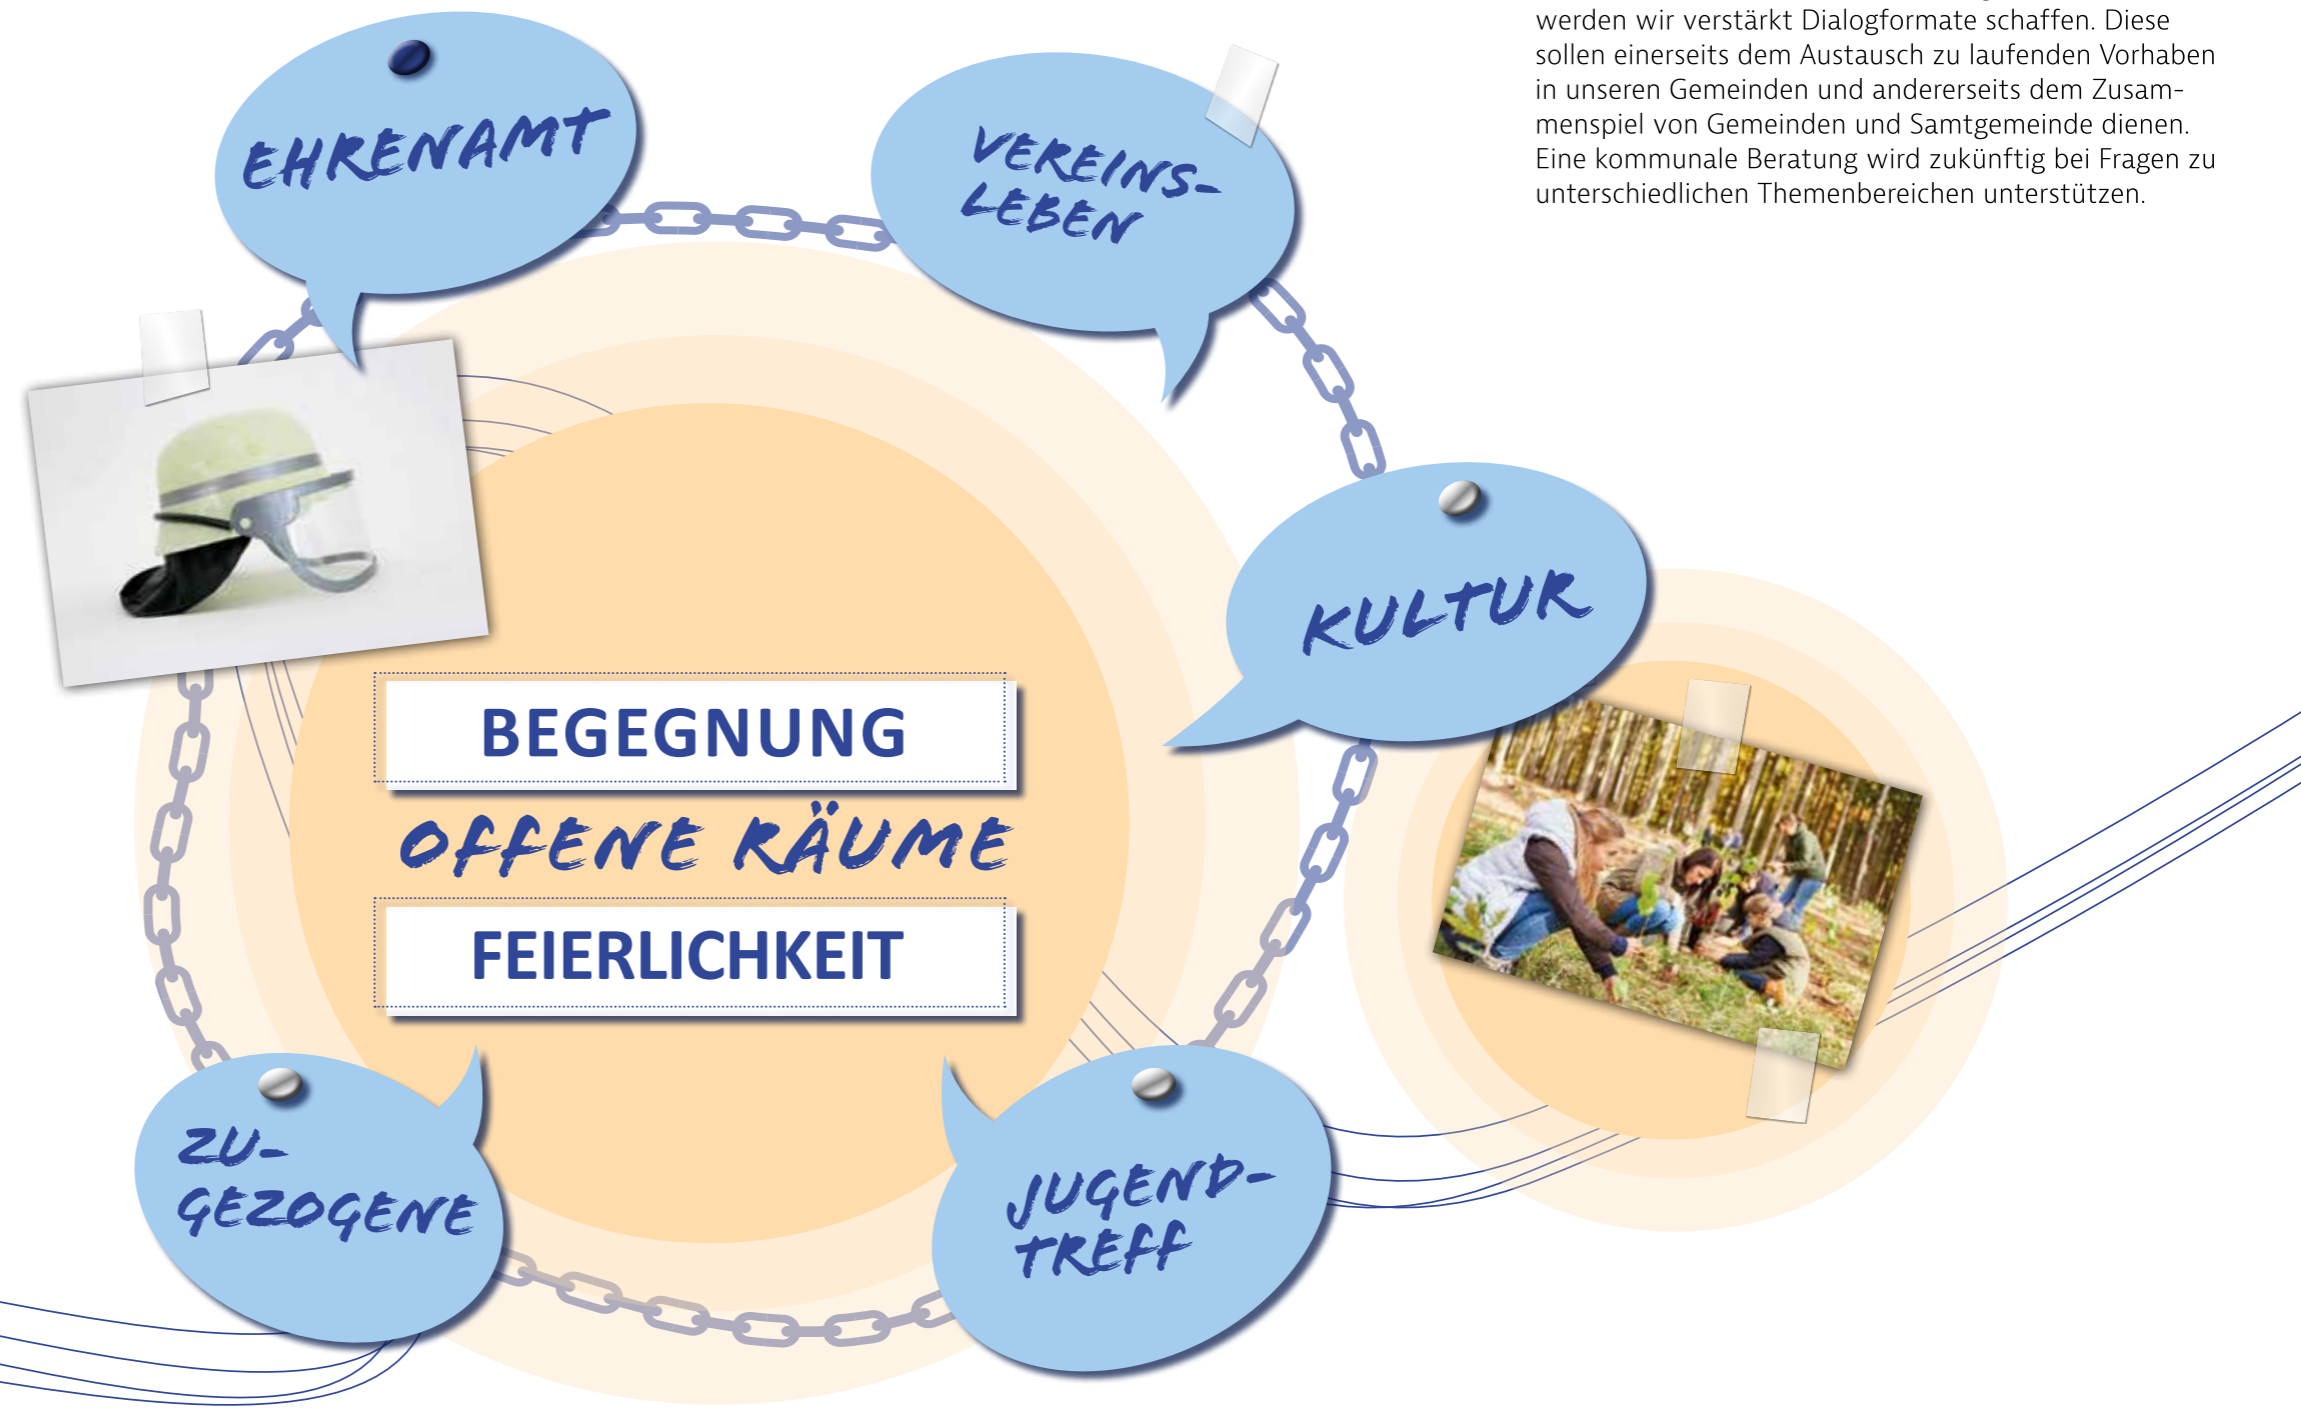 werden wir verstärkt Dialogformate schaffen. Diese
sollen einerseits dem Austausch zu laufenden Vorhaben
in unseren Gemeinden und andererseits dem Zusam-
menspiel von Gemeinden und Samtgemeinde dienen.
Eine kommunale Beratung wird zukünftig bei Fragen zu
unterschiedlichen Themenbereichen unterstützen.
EHRENAMT
VEREINS-
LEBEN
KULTUR
BEGEGNUNG
OFFENE RÄUME
FEIERLICHKEIT
ZU-
GEZOGENE
JUGEND-
TREFF